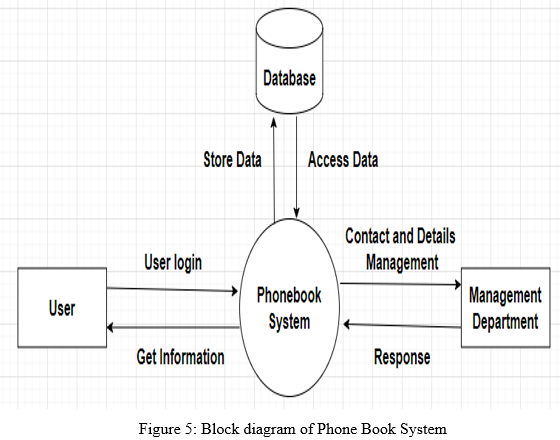 Database
Store Data
Access Data
Contact and Details
Management
User login
User
Phonebook
System
Management
Department
Get Information
Response
Figure 5: Block diagram of Phone Book System